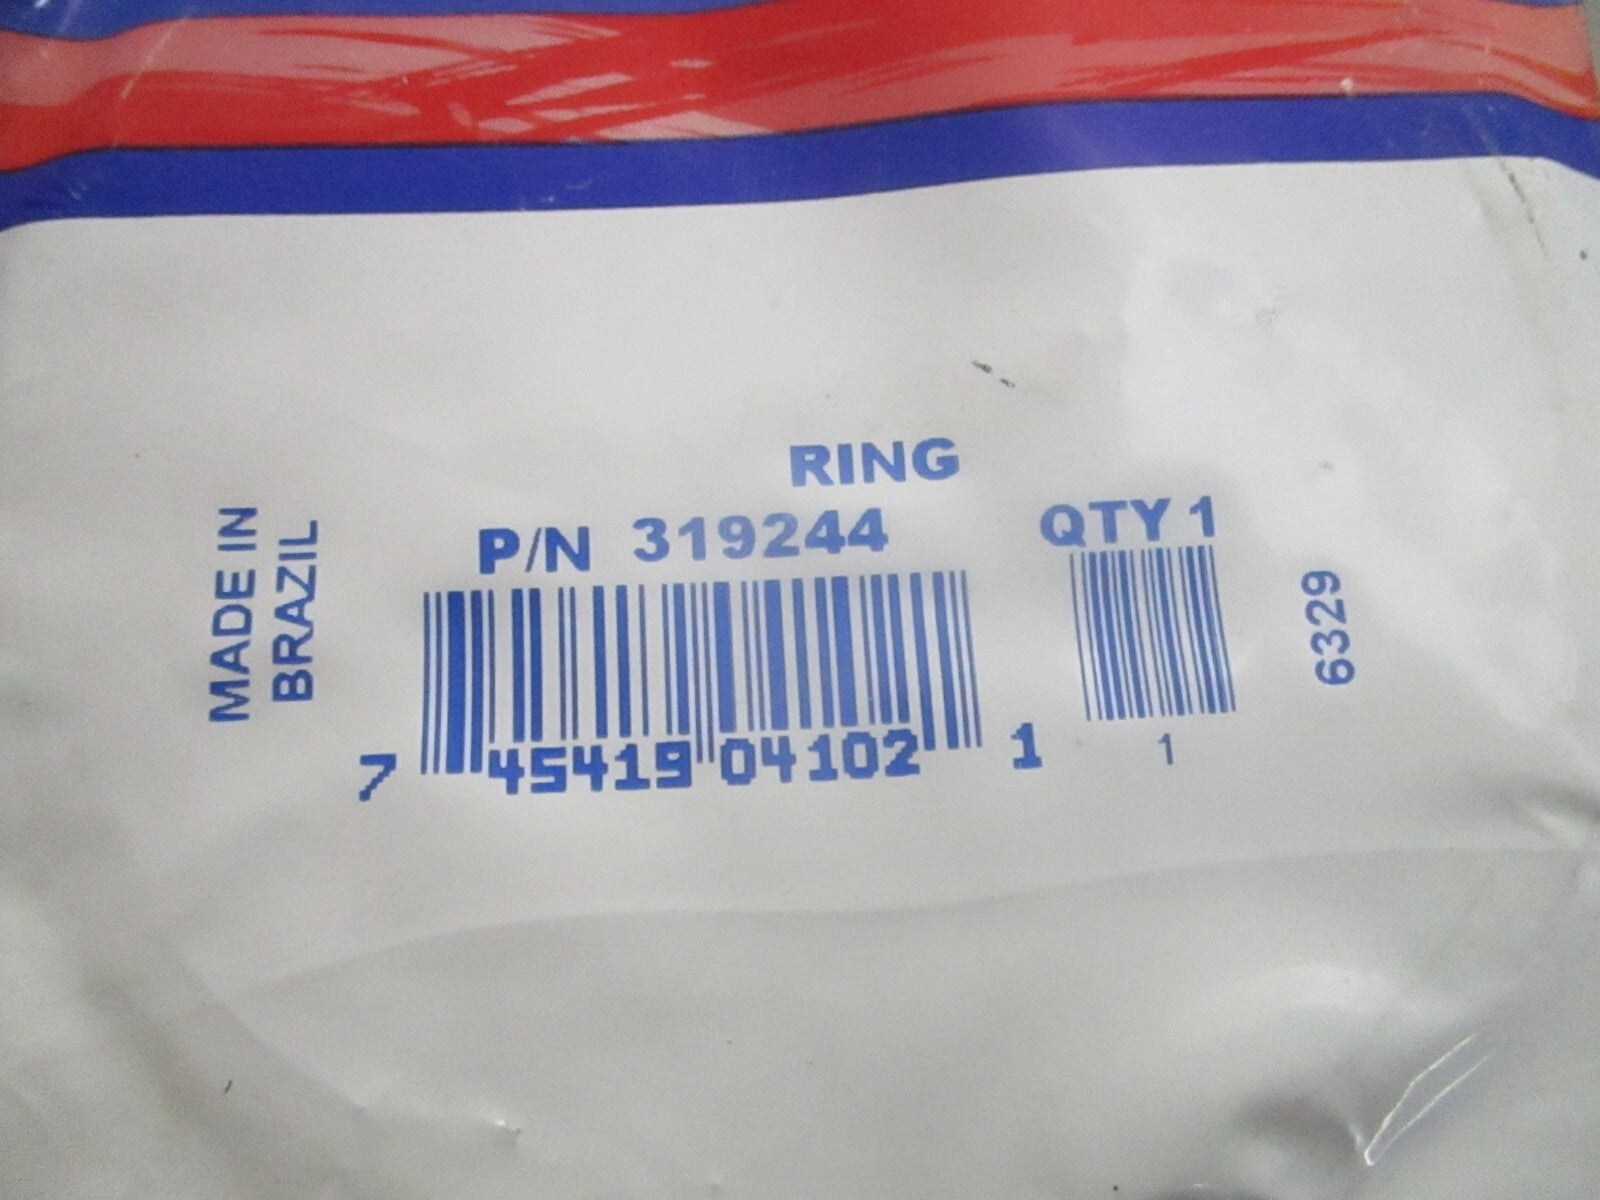 RING
P/N 319244
QTY 1
MADE IN
BRAZIL
7 45419 04102 1
1
6329